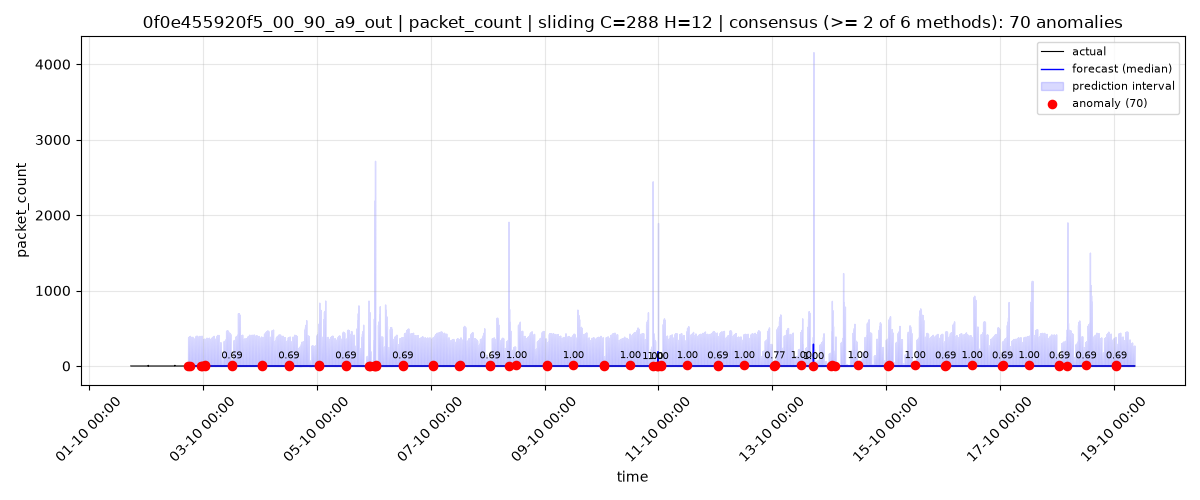 0f0e455920f5_00_90_a9_out | packet_count | sliding C=288 H=12 | consensus (>= 2 of 6 methods): 70 anomalies
actual
forecast (median)
prediction interval
anomaly (70)
packet_count
4000
3000
2000
1000
0
0.69 0.69 0.69 0.69 0.69 1.00 1.00 1.00 1.00 0.69 1.00 0.77 1.00 1.00 0.69 1.00 0.69 1.00 0.69 0.69 0.69
01-10 00:00
03-10 00:00
05-10 00:00
07-10 00:00
09-10 00:00
11-10 00:00
13-10 00:00
15-10 00:00
17-10 00:00
19-10 00:00
time